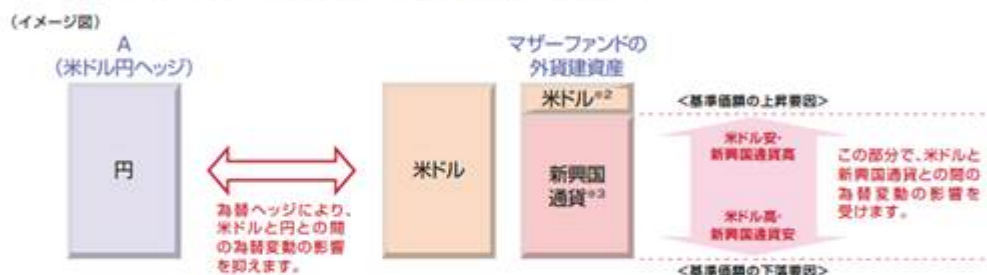 (イメージ図)
A
(米ドル円ヘッジ)
円
為替ヘッジにより、
米ドルと円との間
の為替変動の影響
を抑えます。
米ドル
マザーファンドの
外貨建資産
米ドル※2
新興国
通貨※3
<基準価額の上昇要因>
米ドル安・
新興国通貨高
米ドル高・
新興国通貨安
<基準価額の下落要因>
この部分で、米ドルと
新興国通貨との間の
為替変動の影響を
受けます。